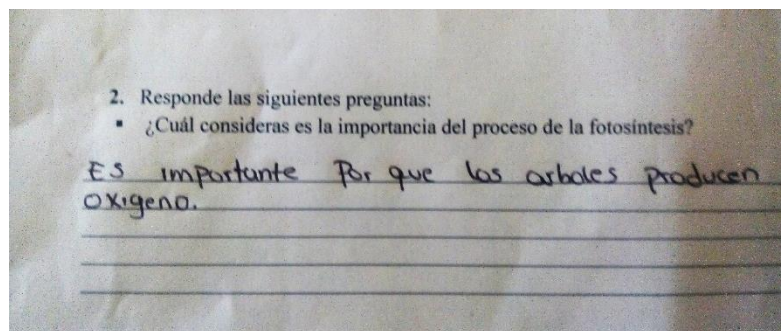 2. Responde las siguientes preguntas:
▪ ¿Cuál consideras es la importancia del proceso de la fotosíntesis?
Es importante Por que los arboles producen
oxigeno.